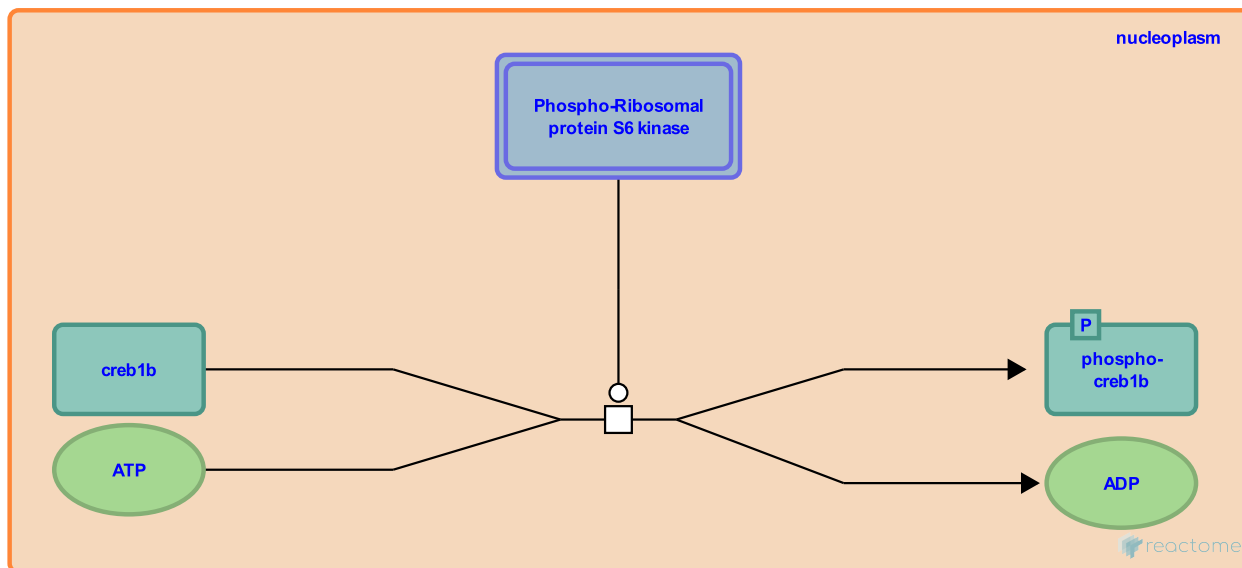 nucleoplasm
Phospho-Ribosomal
protein S6 kinase
creb1b
P
phospho-
creb1b
ATP
ADP
reactome